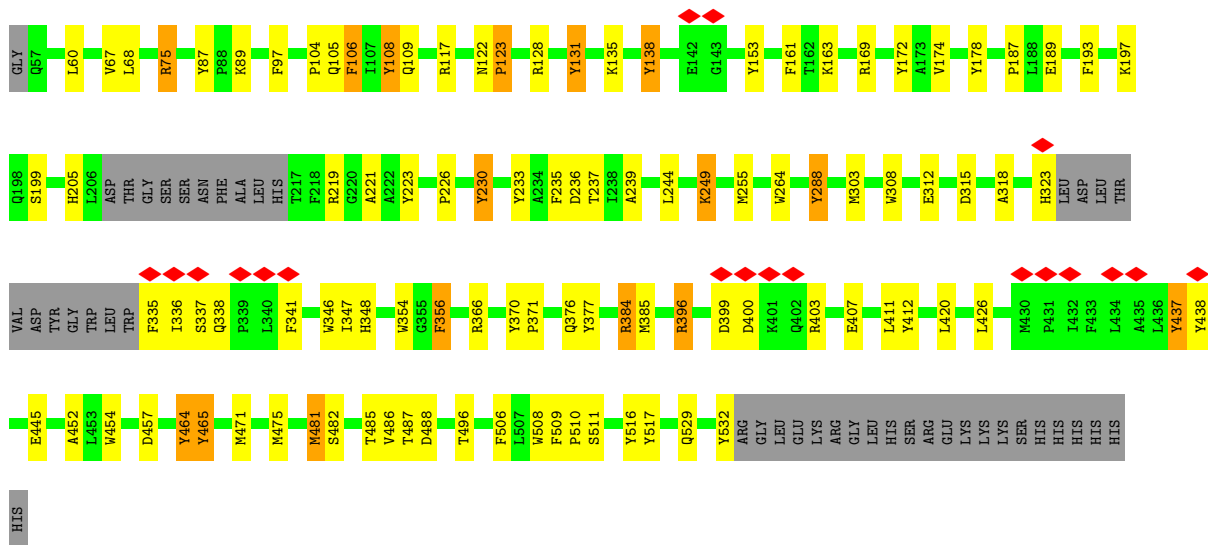 GLY Q57 L60 V67 L68 R75 Y87 P88 K89 F97 P104 Q105 F106 I107 Y108 Q109 R117 N122 P123 R128 Y131 K135 Y138 E142 G143 Y153 F161 T162 K163 R169 Y172 A173 V174 Y178 P187 L188 E189 F193 K197
Q198 S199 H205 L206 ASP THR GLY SER SER ASN PHE ALA LEU HIS T217 F218 R219 G220 A221 A222 Y223 P226 Y230 Y233 A234 F235 D236 T237 I238 A239 L244 K249 M255 W264 Y288 M303 W308 E312 D315 A318 H323 LEU ASP LEU THR
VAL ASP TYR GLY TRP LEU TRP F335 I336 S337 Q338 P339 L340 F341 W346 I347 H348 W354 G355 F356 R366 Y370 P371 Q376 Y377 R384 M385 R396 D399 D400 K401 Q402 R403 E407 L411 Y412 L420 L426 M430 P431 I432 F433 L434 A435 L436 Y437 Y438
E445 A452 L453 W454 D457 Y464 Y465 M471 M475 M481 S482 T485 V486 T487 D488 T496 F506 L507 W508 F509 P510 S511 Y516 Y517 Q529 Y532 ARG GLY LEU GLU LYS ARG GLY LEU HIS SER ARG GLU LYS LYS LYS SER HIS HIS HIS HIS HIS
HIS